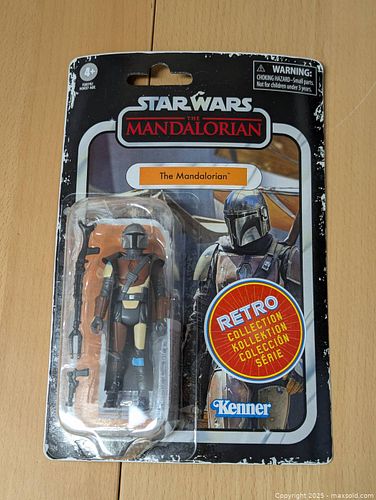 4+
WARNING:
CHOKING HAZARD–Small parts
Not for children under 3 years.
STAR WARS
THE
MANDALORIAN
The Mandalorian™
RETRO
COLLECTION
KOLLEKTION
COLECCIÓN
SÉRIE
Kenner
Copyright 2025 - maxsold.com